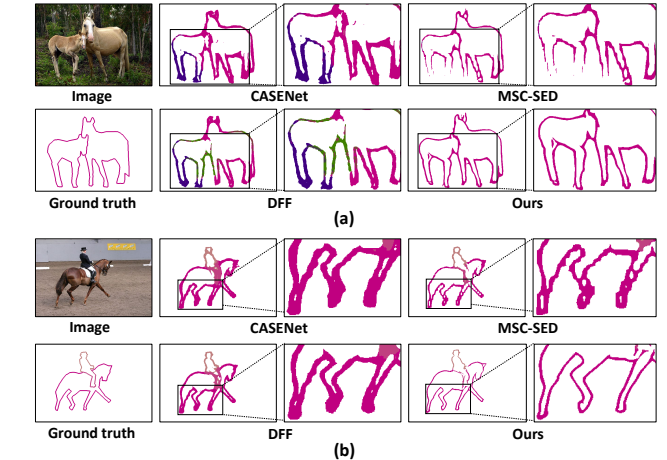 Image
CASENet
MSC-SED
Ground truth
DFF
Ours
(a)
Image
CASENet
MSC-SED
Ground truth
DFF
Ours
(b)